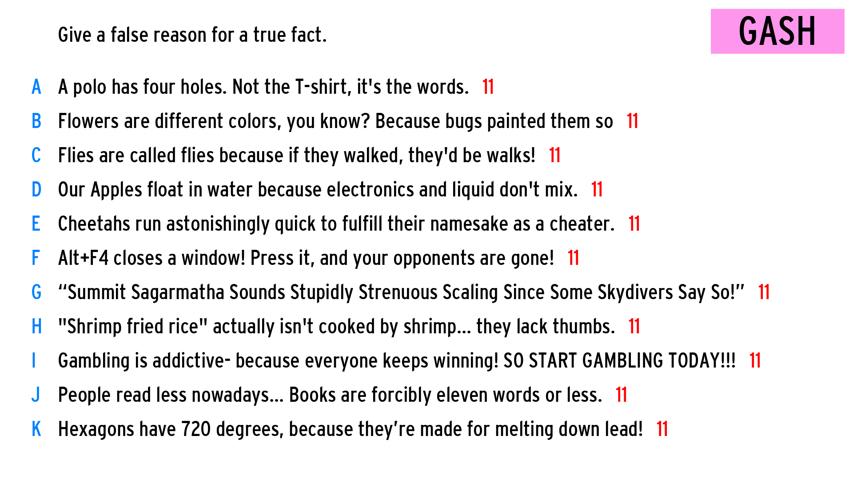 Give a false reason for a true fact.
GASH
A A polo has four holes. Not the T-shirt, it's the words. 11
B Flowers are different colors, you know? Because bugs painted them so 11
C Flies are called flies because if they walked, they'd be walks! 11
D Our Apples float in water because electronics and liquid don't mix. 11
E Cheetahs run astonishingly quick to fulfill their namesake as a cheater. 11
F Alt+F4 closes a window! Press it, and your opponents are gone! 11
G “Summit Sagarmatha Sounds Stupidly Strenuous Scaling Since Some Skydivers Say So!” 11
H "Shrimp fried rice" actually isn't cooked by shrimp... they lack thumbs. 11
I Gambling is addictive- because everyone keeps winning! SO START GAMBLING TODAY!!! 11
J People read less nowadays... Books are forcibly eleven words or less. 11
K Hexagons have 720 degrees, because they’re made for melting down lead! 11